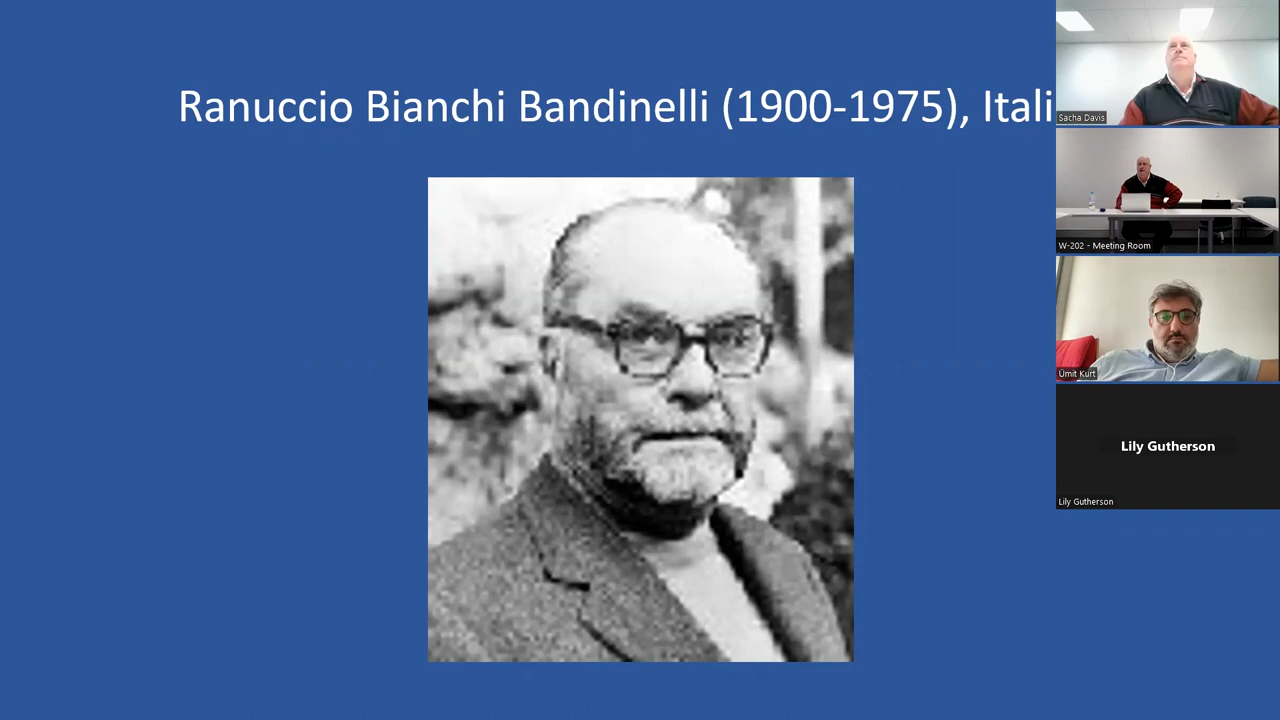 Ranuccio Bianchi Bandinelli (1900-1975), Itali
Sacha Davis
W-202 - Meeting Room
Ümit Kurt
Lily Gutherson
Lily Gutherson